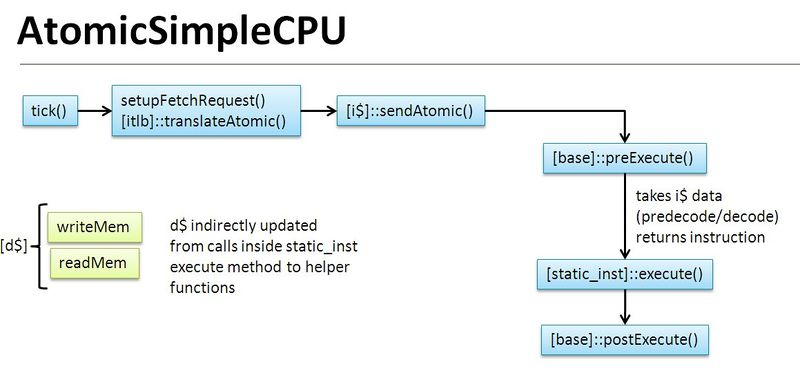 AtomicSimpleCPU
tick()
setupFetchRequest()
[itlb]::translateAtomic()
[i$]::sendAtomic()
[base]::preExecute()
takes i$ data
(predecode/decode)
returns instruction
[static_inst]::execute()
[base]::postExecute()
[d$]
writeMem
readMem
d$ indirectly updated
from calls inside static_inst
execute method to helper
functions